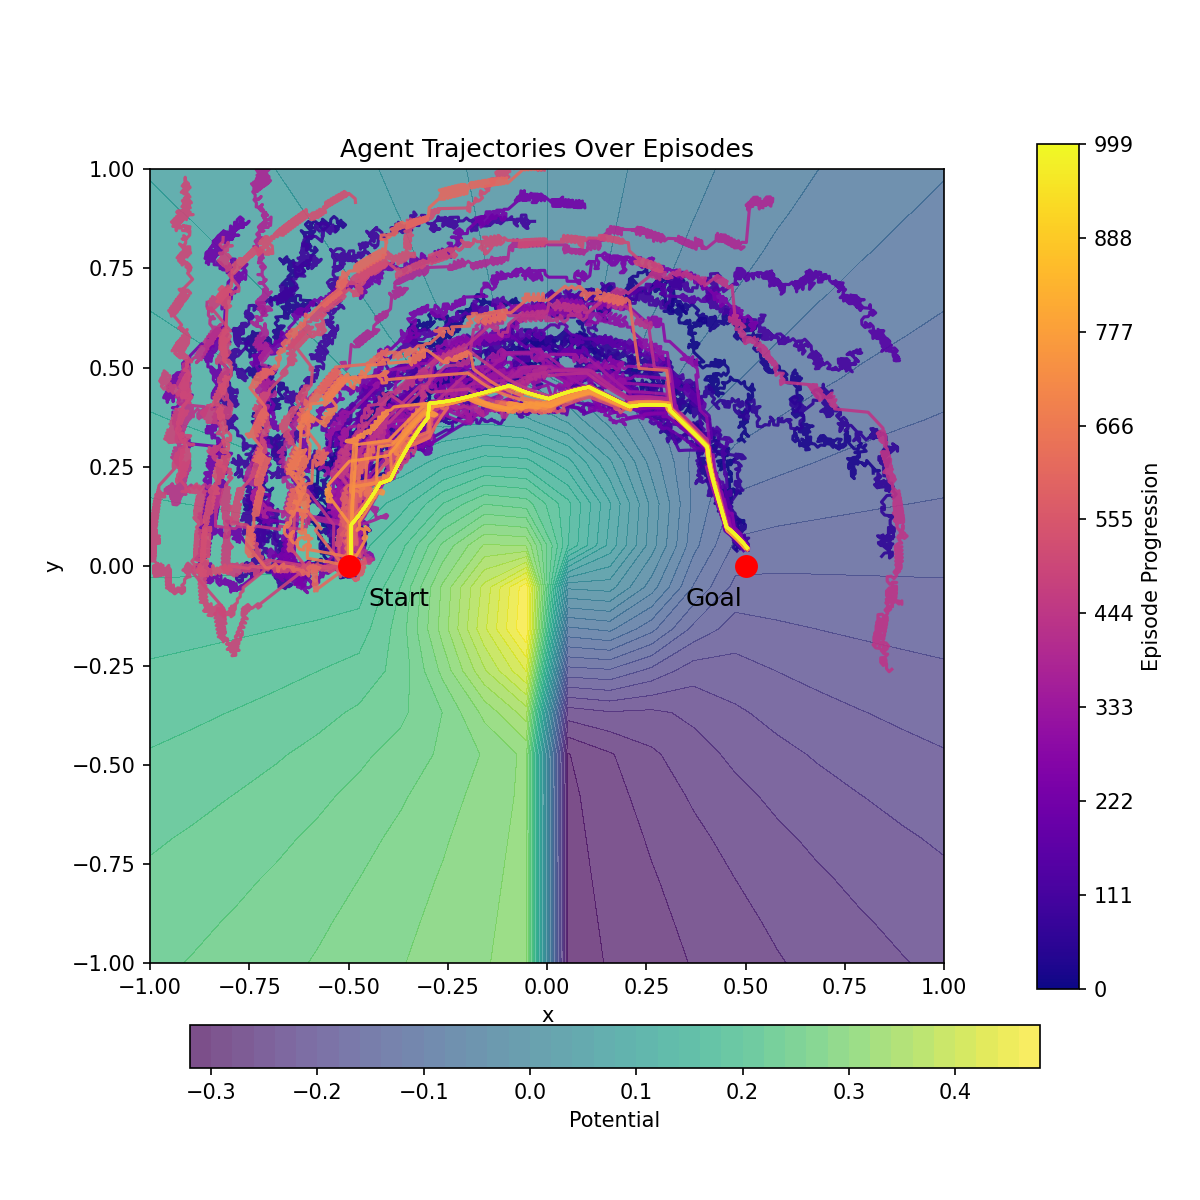 Agent Trajectories Over Episodes
1.00
0.75
0.50
0.25
0.00
−0.25
−0.50
−0.75
−1.00
y
Start
Goal
−1.00 −0.75 −0.50 −0.25 0.00 0.25 0.50 0.75 1.00
x
999
888
777
666
555
444
333
222
111
0
Episode Progression
−0.3 −0.2 −0.1 0.0 0.1 0.2 0.3 0.4
Potential